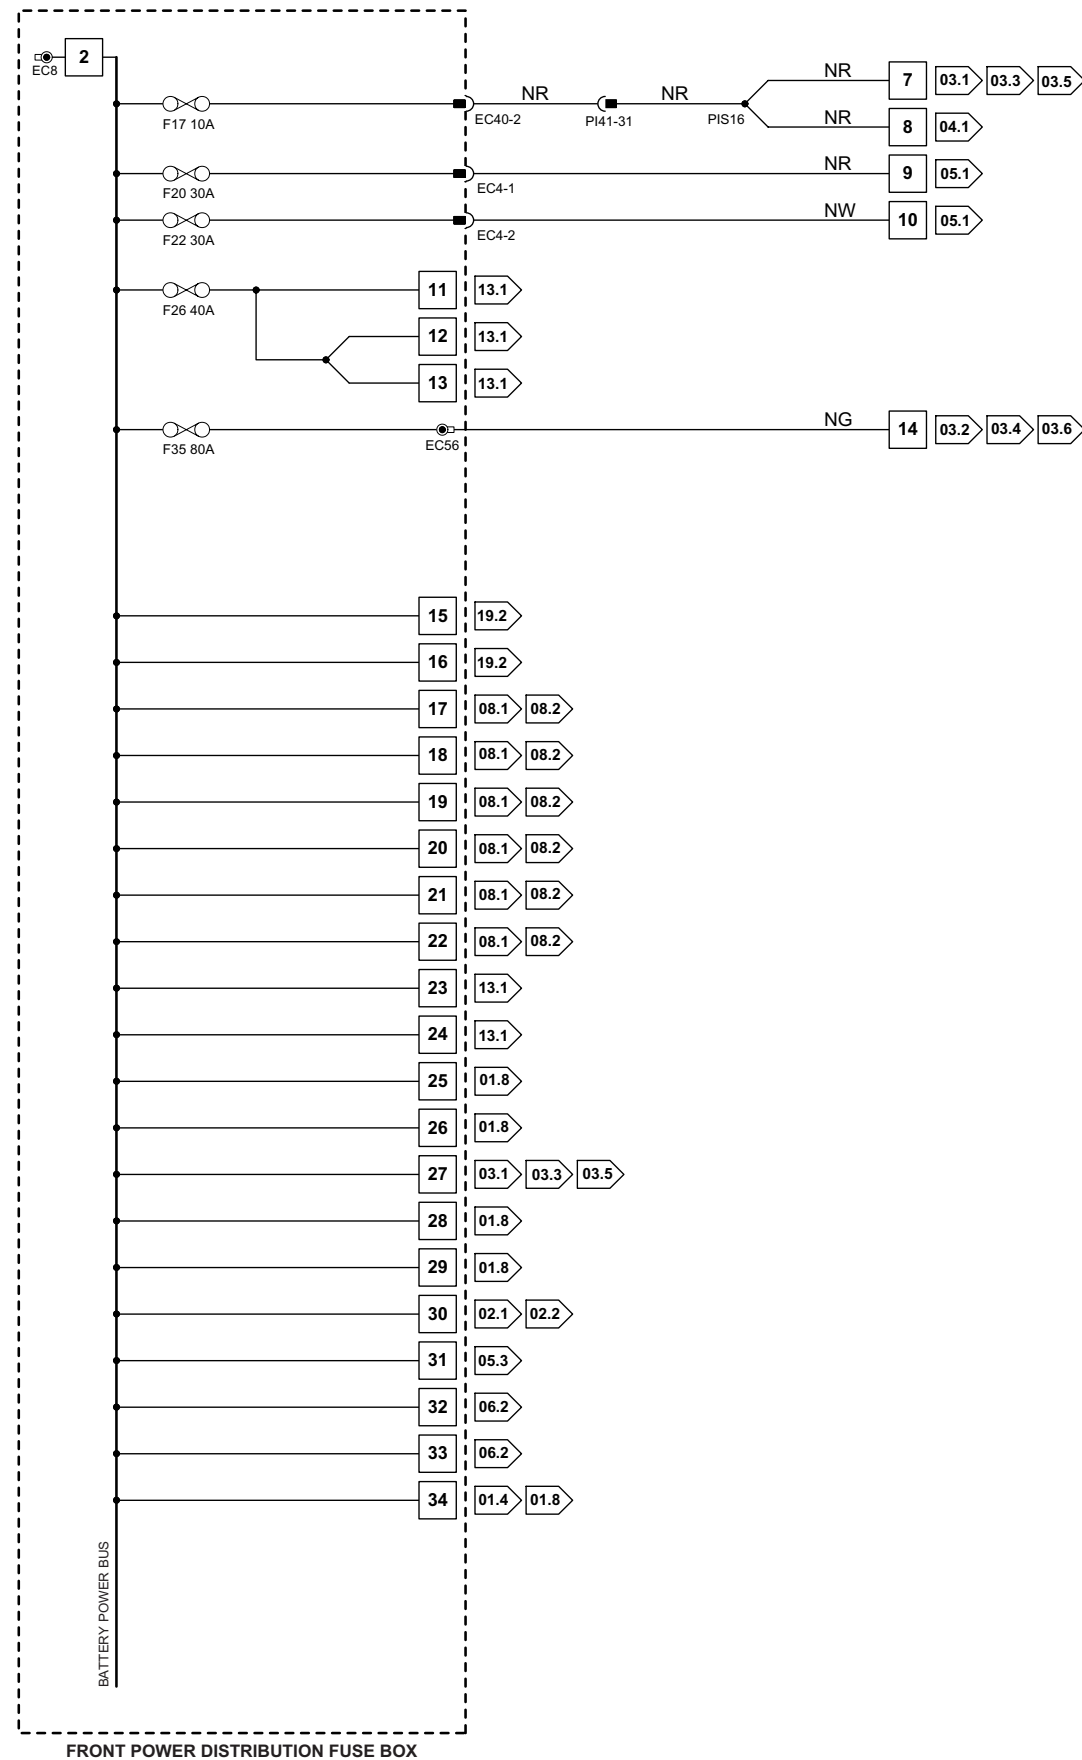 2
EC8
F17 10A
EC40-2
NR
PI41-31
NR
PIS16
NR
7
03.1 03.3 03.5
NR
8
04.1
F20 30A
EC4-1
NR
9
05.1
F22 30A
EC4-2
NW
10
05.1
F26 40A
11
13.1
12
13.1
13
13.1
F35 80A
EC56
NG
14
03.2 03.4 03.6
15
19.2
16
19.2
17
08.1 08.2
18
08.1 08.2
19
08.1 08.2
20
08.1 08.2
21
08.1 08.2
22
08.1 08.2
23
13.1
24
13.1
25
01.8
26
01.8
27
03.1 03.3 03.5
28
01.8
29
01.8
30
02.1 02.2
31
05.3
32
06.2
33
06.2
34
01.4 01.8
BATTERY POWER BUS
FRONT POWER DISTRIBUTION FUSE BOX